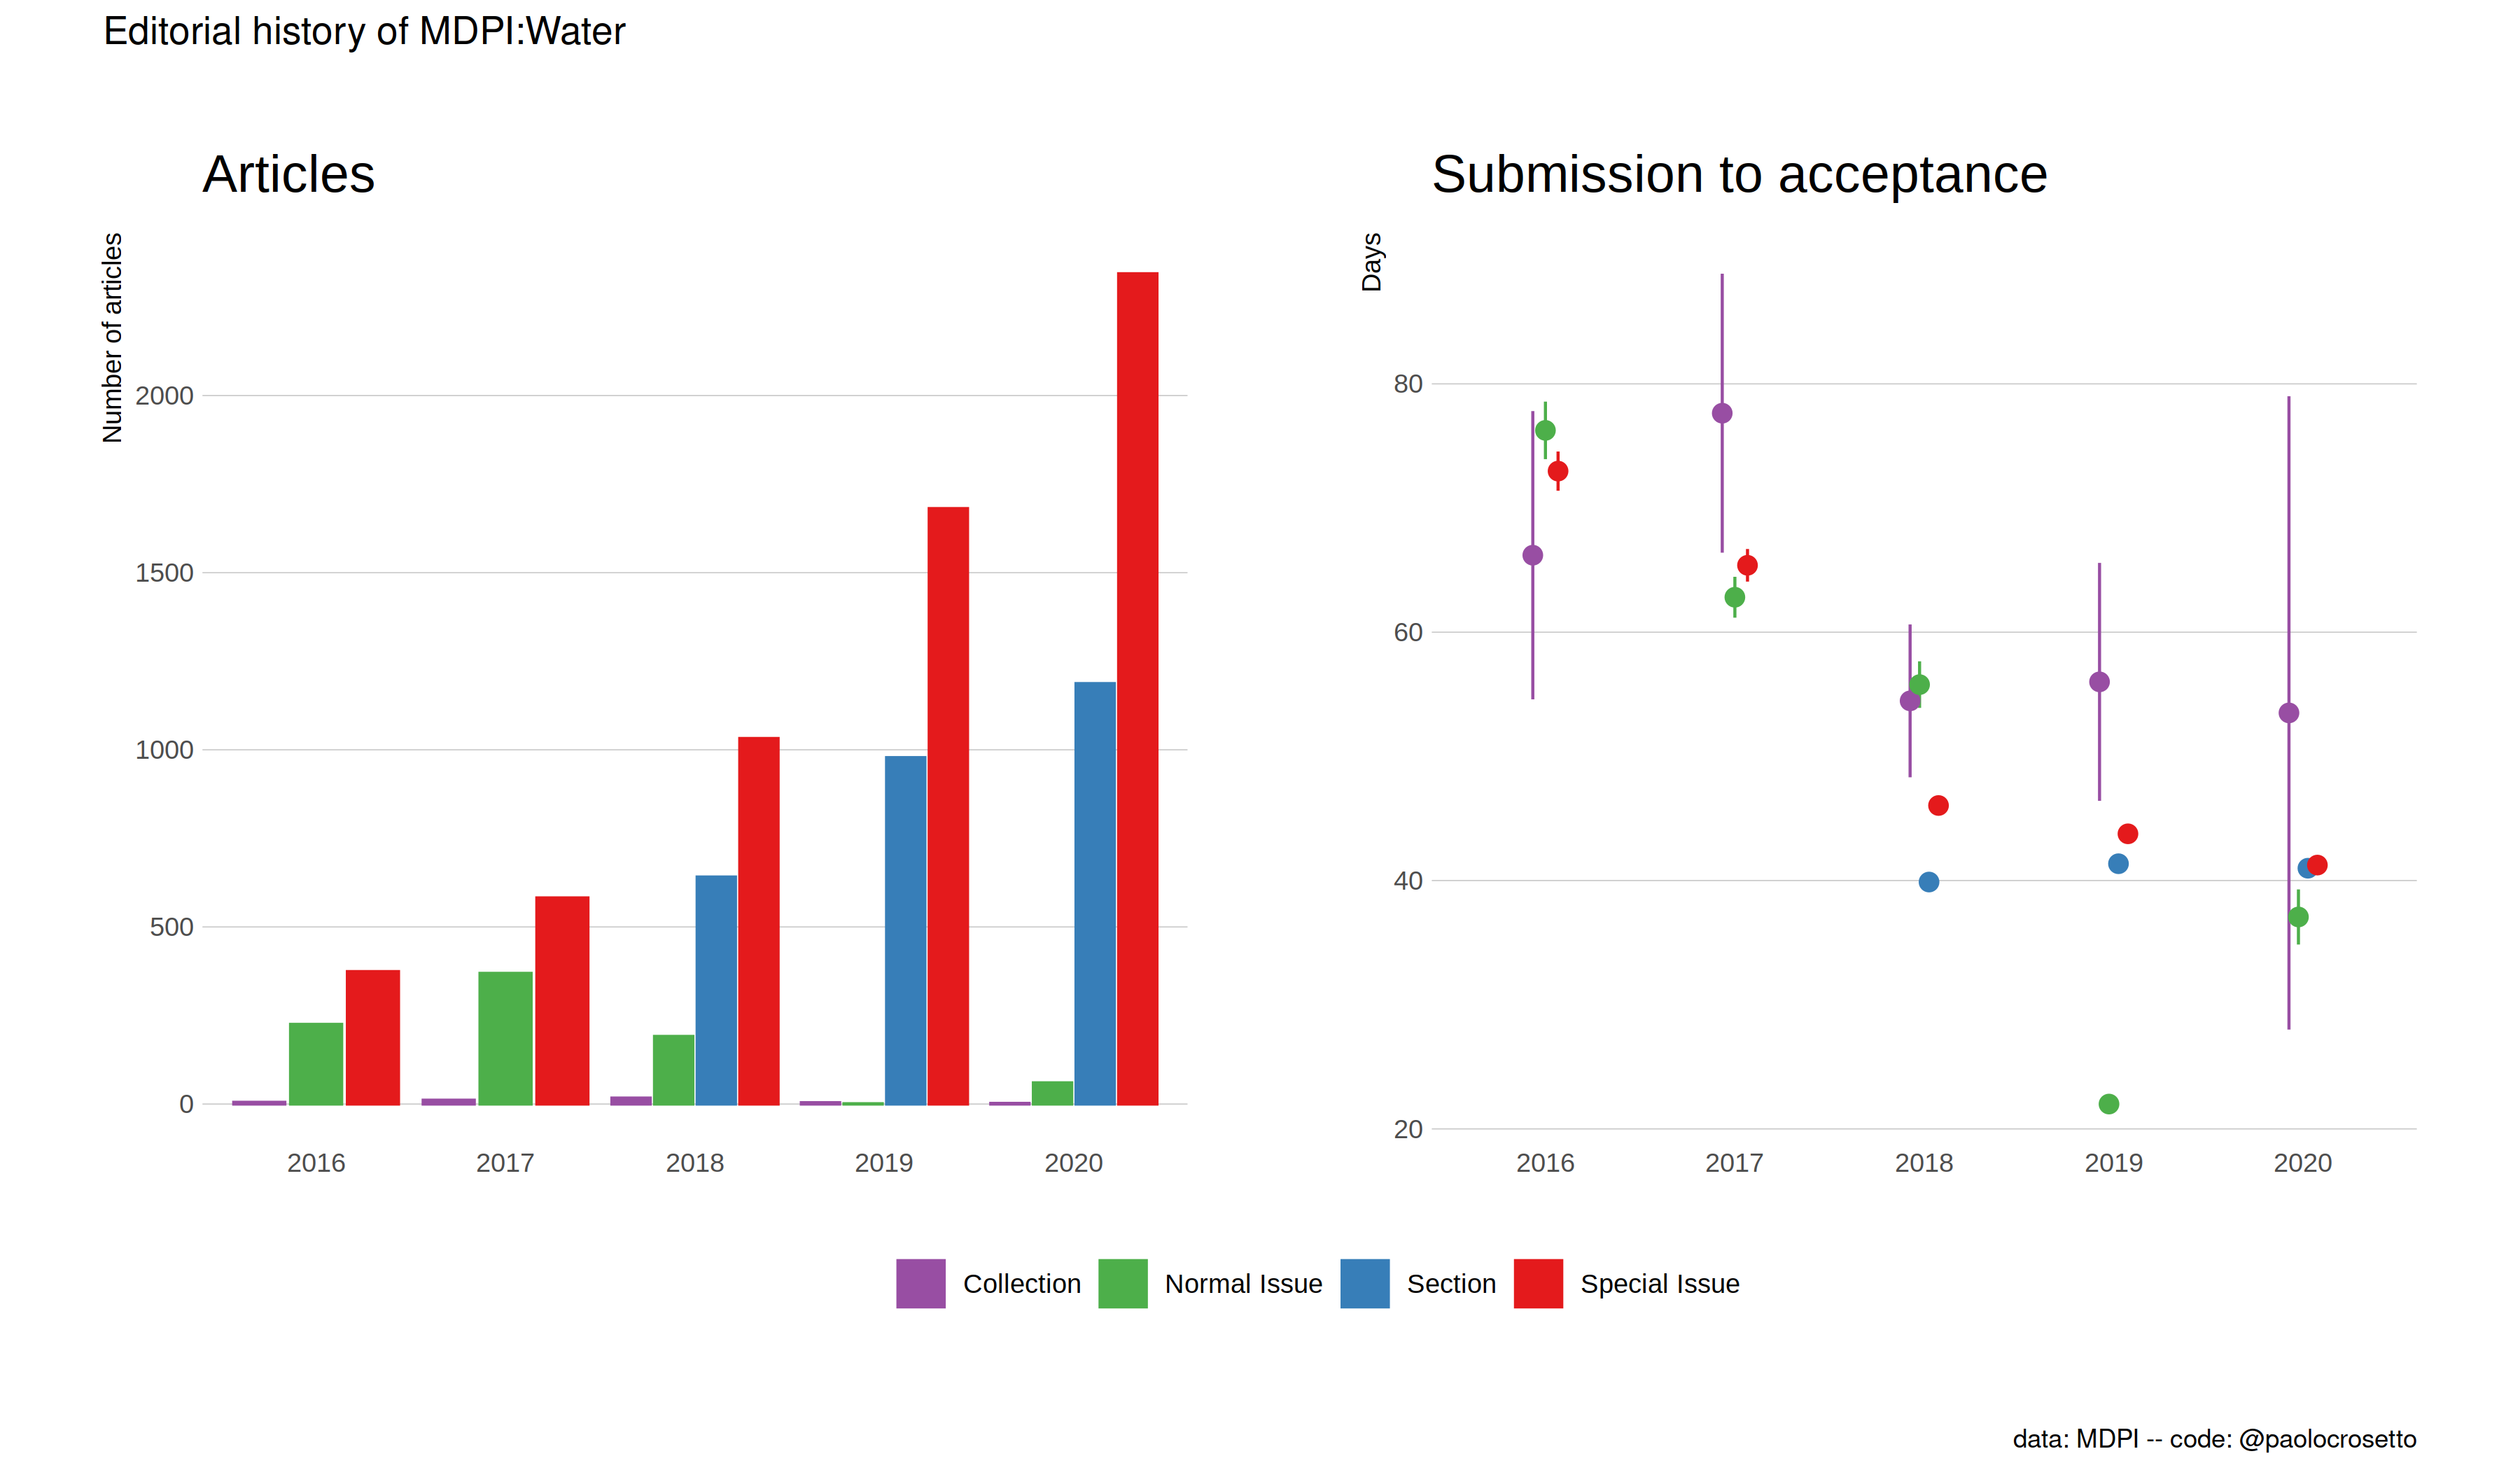 Editorial history of MDPI:Water
Articles
Number of articles
2000
1500
1000
500
0
2016 2017 2018 2019 2020
Submission to acceptance
Days
80
60
40
20
2016 2017 2018 2019 2020
Collection Normal Issue Section Special Issue
data: MDPI -- code: @paolocrosetto